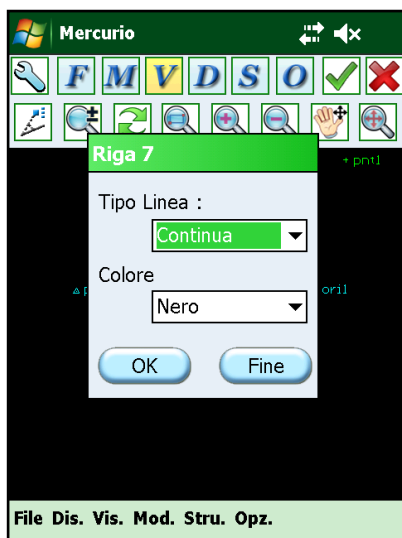 Mercurio
F M V D S O
Riga 7
+ pnt1
Tipo Linea :
Continua
Colore
ori1
Nero
OK Fine
File Dis. Vis. Mod. Stru. Opz.